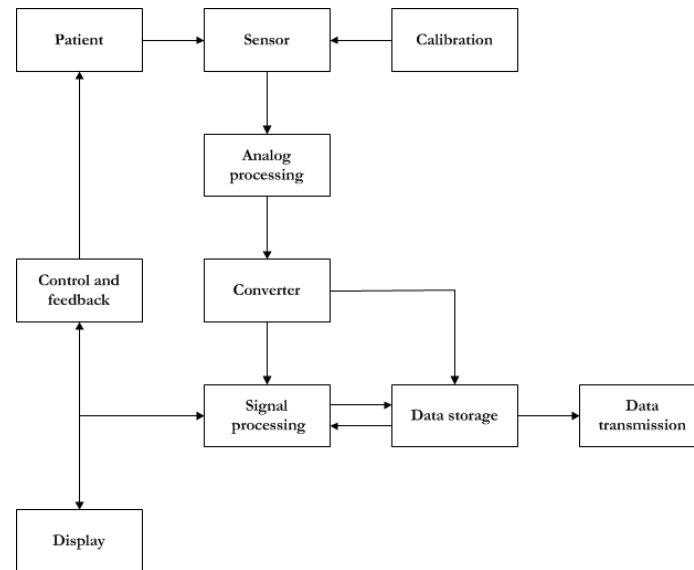 Patient
Sensor
Calibration
Analog
processing
Control and
feedback
Converter
Signal
processing
Data storage
Data
transmission
Display